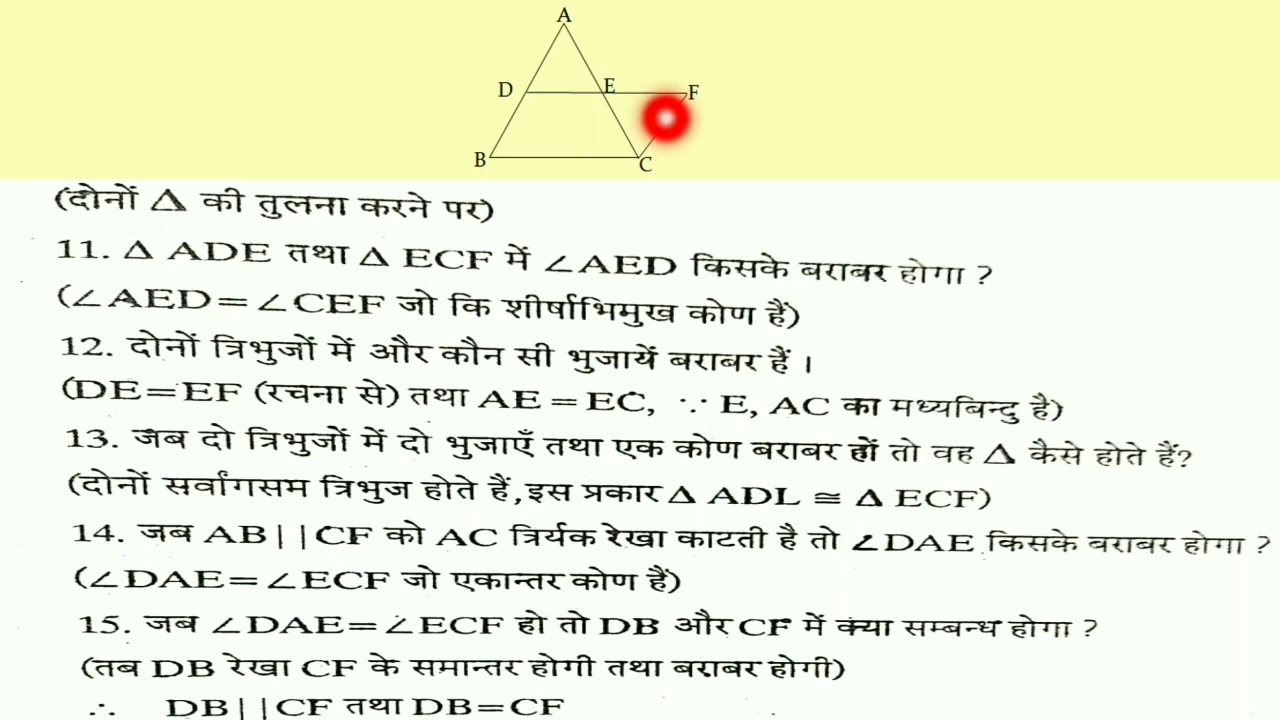 A
D E F
B C
(दोनों Δ की तुलना करने पर)
11. Δ ADE तथा Δ ECF में ∠AED किसके बराबर होगा ?
(∠AED=∠CEF जो कि शीर्षाभिमुख कोण हैं)
12. दोनों त्रिभुजों में और कौन सी भुजायें बराबर हैं ।
(DE=EF (रचना से) तथा AE = EC, ∵ E, AC का मध्यबिन्दु है)
13. जब दो त्रिभुजों में दो भुजाएँ तथा एक कोण बराबर हों तो वह Δ कैसे होते हैं?
(दोनों सर्वांगसम त्रिभुज होते हैं,इस प्रकार Δ ADL ≅ Δ ECF)
14. जब AB||CF को AC त्रिर्यक रेखा काटती है तो ∠DAE किसके बराबर होगा ?
(∠DAE=∠ECF जो एकान्तर कोण हैं)
15. जब ∠DAE=∠ECF हो तो DB और CF में क्या सम्बन्ध होगा ?
(तब DB रेखा CF के समान्तर होगी तथा बराबर होगी)
∴ DB||CF तथा DB=CF